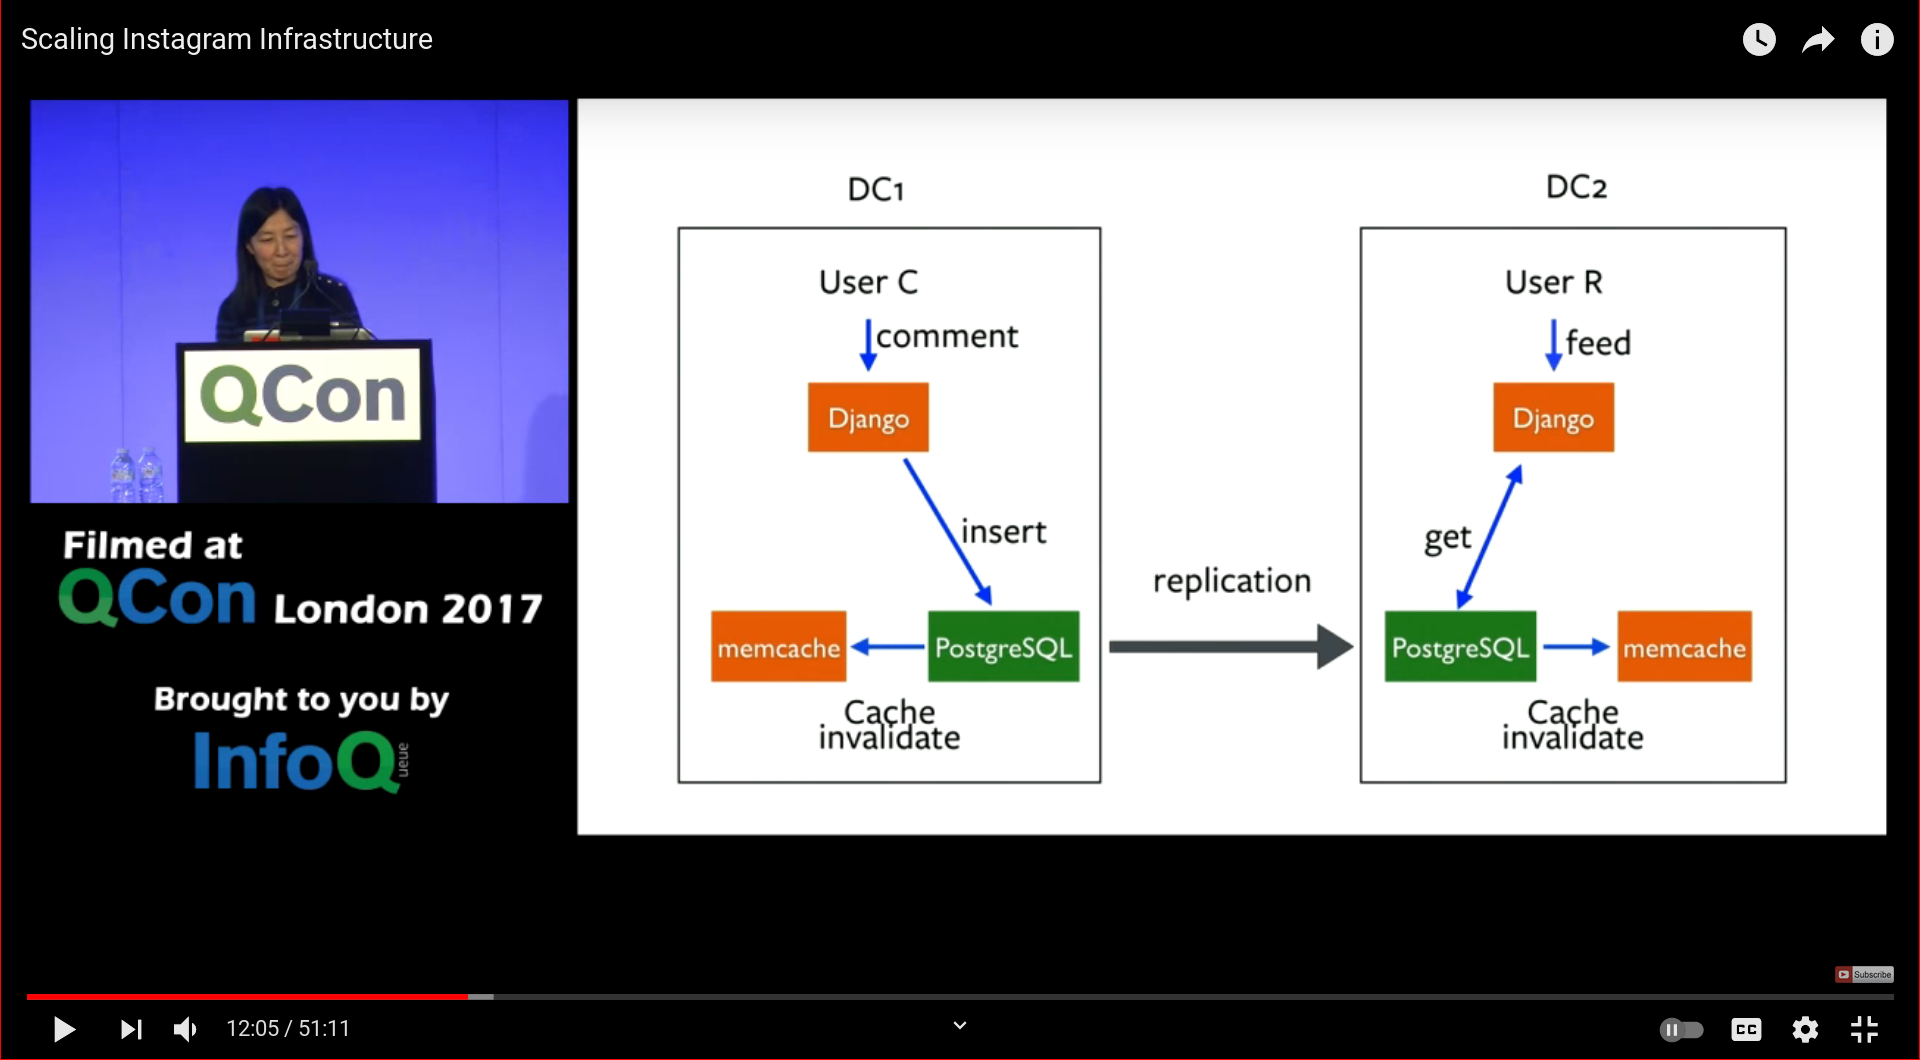 Scaling Instagram Infrastructure
QCon
Filmed at
QCon London 2017
Brought to you by
InfoQ
ueue
DC1
User C
comment
Django
insert
memcache
PostgreSQL
Cache
invalidate
replication
DC2
User R
feed
Django
get
PostgreSQL
memcache
Cache
invalidate
Subscribe
12:05 / 51:11
CC